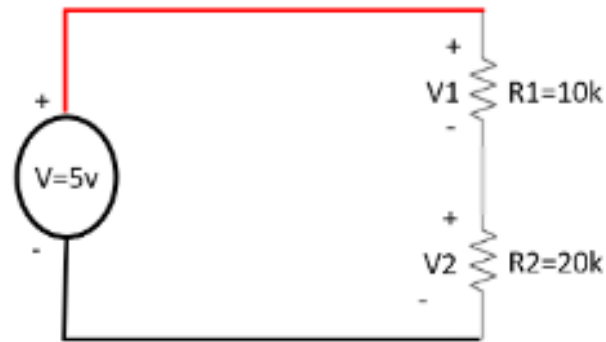 +
V1
-
R1=10k
+
V=5v
-
+
V2
-
R2=20k